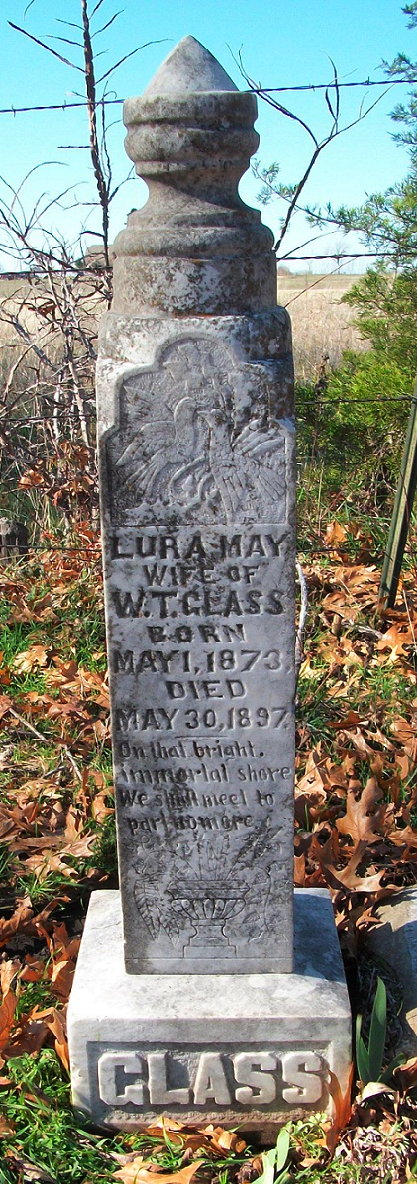 LURA MAY
WIFE OF
W.T. GLASS
BORN
MAY 1, 1873.
DIED
MAY 30, 1897.
On that bright,
immortal shore
We shall meet to
part no more.
GLASS